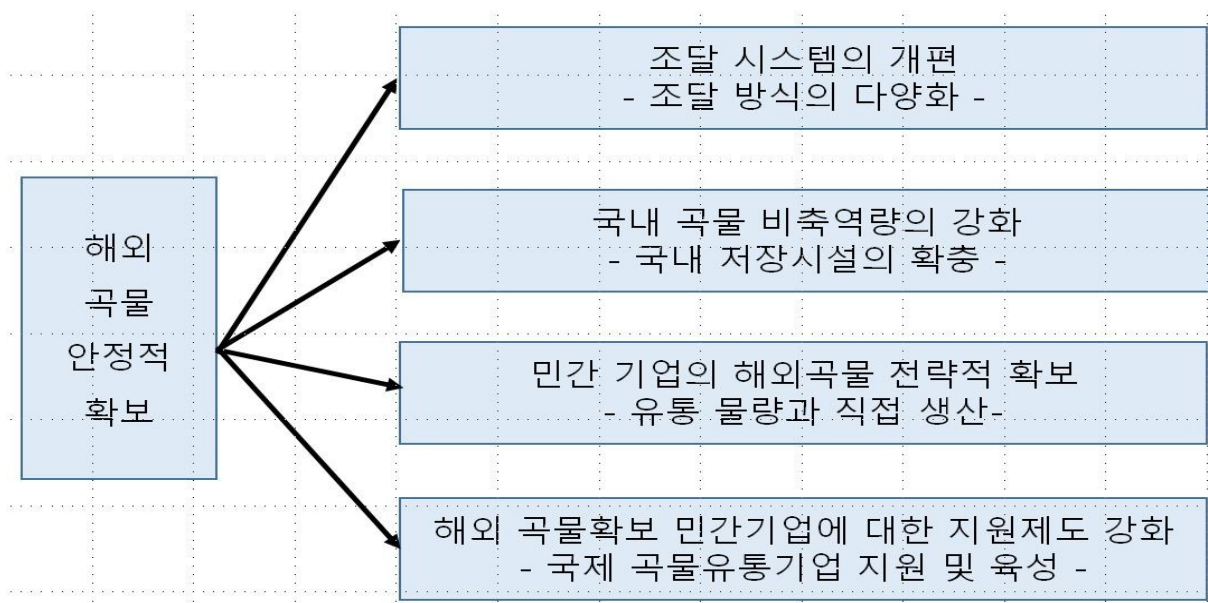 해외
곡물
안정적
확보
조달 시스템의 개편
- 조달 방식의 다양화 -
국내 곡물 비축역량의 강화
- 국내 저장시설의 확충 -
민간 기업의 해외곡물 전략적 확보
- 유통 물량과 직접 생산-
해외 곡물확보 민간기업에 대한 지원제도 강화
- 국제 곡물유통기업 지원 및 육성 -